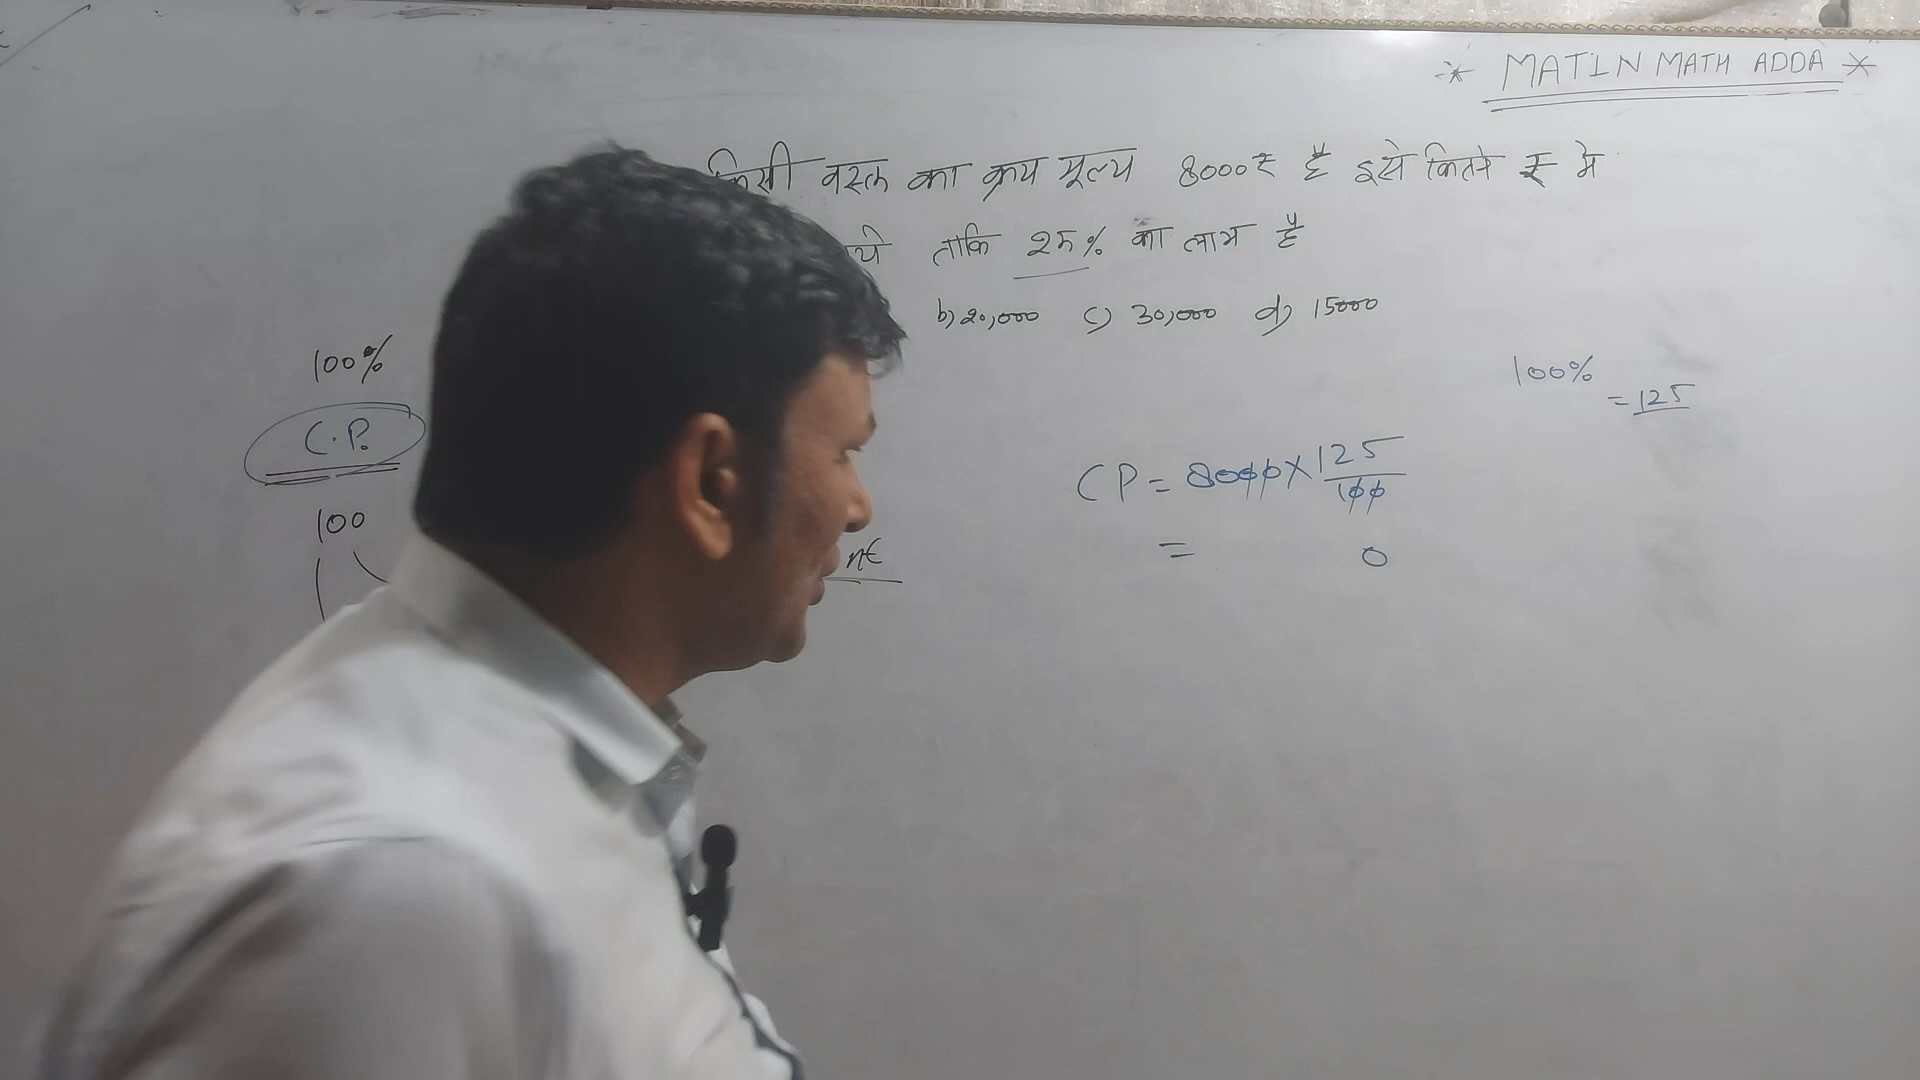 * MATIN MATH ADDA *
किसी वस्तु का क्रय मूल्य 8000₹ है इसे कितने ₹ में
ताकि 25% का लाभ है
b) 20,000 c) 30,000 d) 15000
100%
C.P.
100
100%
= 125
CP = 8000 × 125
100
= 0